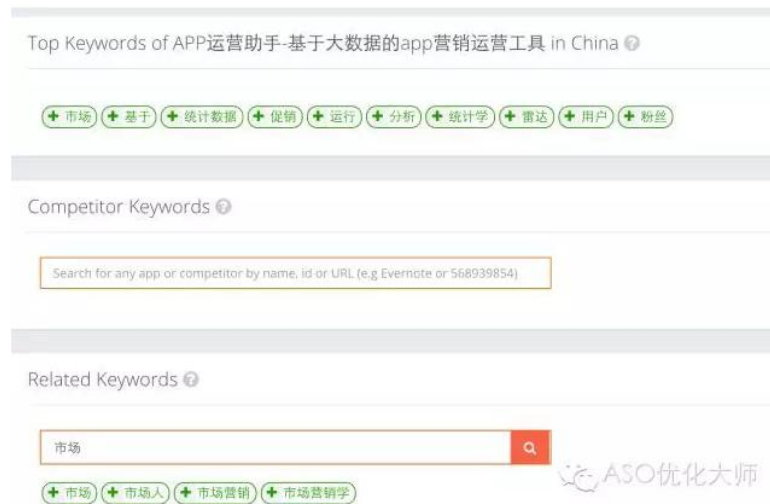 Top Keywords of APP运营助手-基于大数据的app营销运营工具 in China ?
+ 市场 + 基于 + 统计数据 + 促销 + 运行 + 分析 + 统计学 + 雷达 + 用户 + 粉丝
Competitor Keywords ?
Search for any app or competitor by name, id or URL (e.g Evernote or 568939854)
Related Keywords ?
市场
+ 市场 + 市场人 + 市场营销 + 市场营销学
ASO优化大师